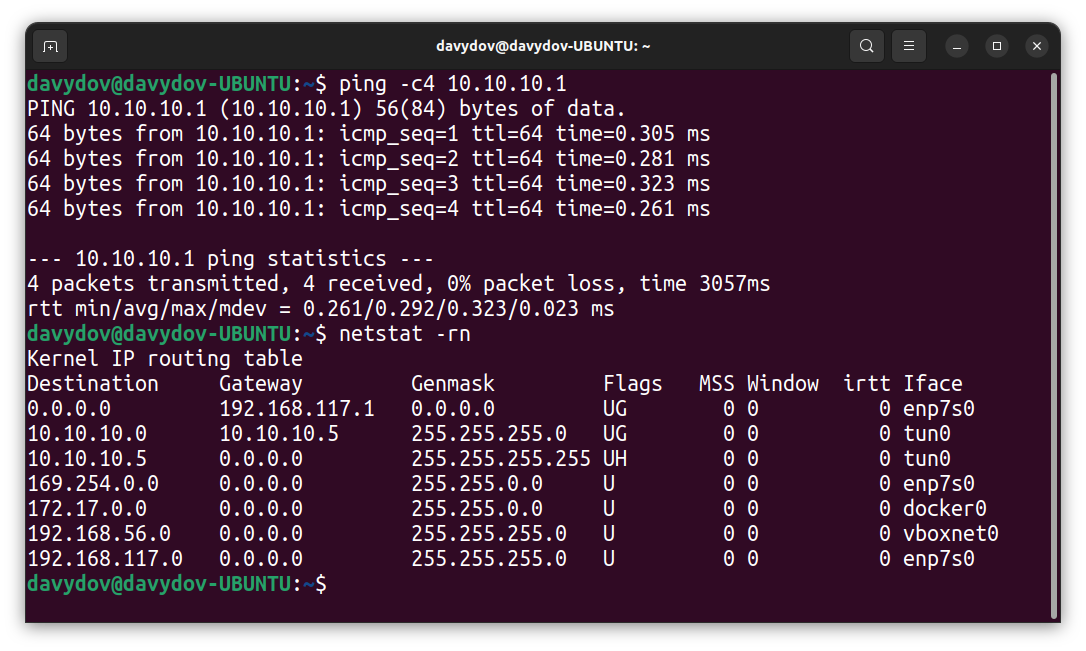 davydov@davydov-UBUNTU: ~
davydov@davydov-UBUNTU:~$ ping -c4 10.10.10.1
PING 10.10.10.1 (10.10.10.1) 56(84) bytes of data.
64 bytes from 10.10.10.1: icmp_seq=1 ttl=64 time=0.305 ms
64 bytes from 10.10.10.1: icmp_seq=2 ttl=64 time=0.281 ms
64 bytes from 10.10.10.1: icmp_seq=3 ttl=64 time=0.323 ms
64 bytes from 10.10.10.1: icmp_seq=4 ttl=64 time=0.261 ms
--- 10.10.10.1 ping statistics ---
4 packets transmitted, 4 received, 0% packet loss, time 3057ms
rtt min/avg/max/mdev = 0.261/0.292/0.323/0.023 ms
davydov@davydov-UBUNTU:~$ netstat -rn
Kernel IP routing table
Destination     Gateway         Genmask         Flags   MSS Window  irtt Iface
0.0.0.0         192.168.117.1   0.0.0.0         UG        0 0          0 enp7s0
10.10.10.0      10.10.10.5      255.255.255.0   UG        0 0          0 tun0
10.10.10.5      0.0.0.0         255.255.255.255 UH        0 0          0 tun0
169.254.0.0     0.0.0.0         255.255.0.0     U         0 0          0 enp7s0
172.17.0.0      0.0.0.0         255.255.0.0     U         0 0          0 docker0
192.168.56.0    0.0.0.0         255.255.255.0   U         0 0          0 vboxnet0
192.168.117.0   0.0.0.0         255.255.255.0   U         0 0          0 enp7s0
davydov@davydov-UBUNTU:~$